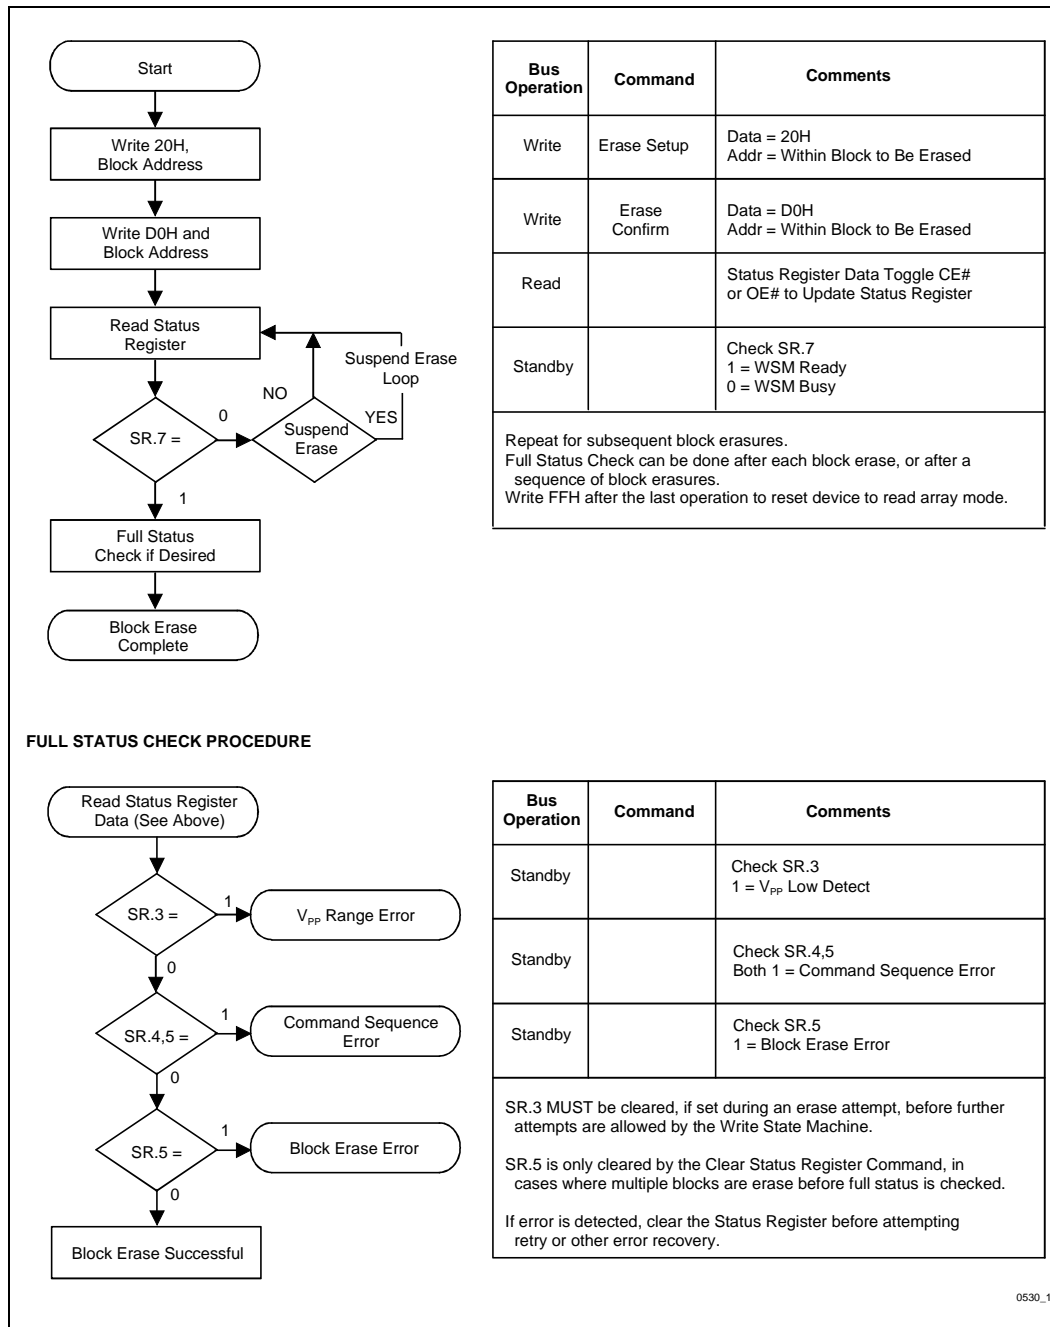 Start
Write 20H,
Block Address
Write D0H and
Block Address
Read Status
Register
Suspend Erase
Loop
NO
YES
0
SR.7 =
Suspend
Erase
1
Full Status
Check if Desired
Block Erase
Complete
Bus
Operation
Command
Comments
Write
Erase Setup
Data = 20H
Addr = Within Block to Be Erased
Write
Erase
Confirm
Data = D0H
Addr = Within Block to Be Erased
Read
Status Register Data Toggle CE#
or OE# to Update Status Register
Standby
Check SR.7
1 = WSM Ready
0 = WSM Busy
Repeat for subsequent block erasures.
Full Status Check can be done after each block erase, or after a
sequence of block erasures.
Write FFH after the last operation to reset device to read array mode.
FULL STATUS CHECK PROCEDURE
Read Status Register
Data (See Above)
SR.3 =
1
VPP Range Error
0
SR.4,5 =
1
Command Sequence
Error
0
SR.5 =
1
Block Erase Error
0
Block Erase Successful
Bus
Operation
Command
Comments
Standby
Check SR.3
1 = VPP Low Detect
Standby
Check SR.4,5
Both 1 = Command Sequence Error
Standby
Check SR.5
1 = Block Erase Error
SR.3 MUST be cleared, if set during an erase attempt, before further
attempts are allowed by the Write State Machine.
SR.5 is only cleared by the Clear Status Register Command, in
cases where multiple blocks are erase before full status is checked.
If error is detected, clear the Status Register before attempting
retry or other error recovery.
0530_1